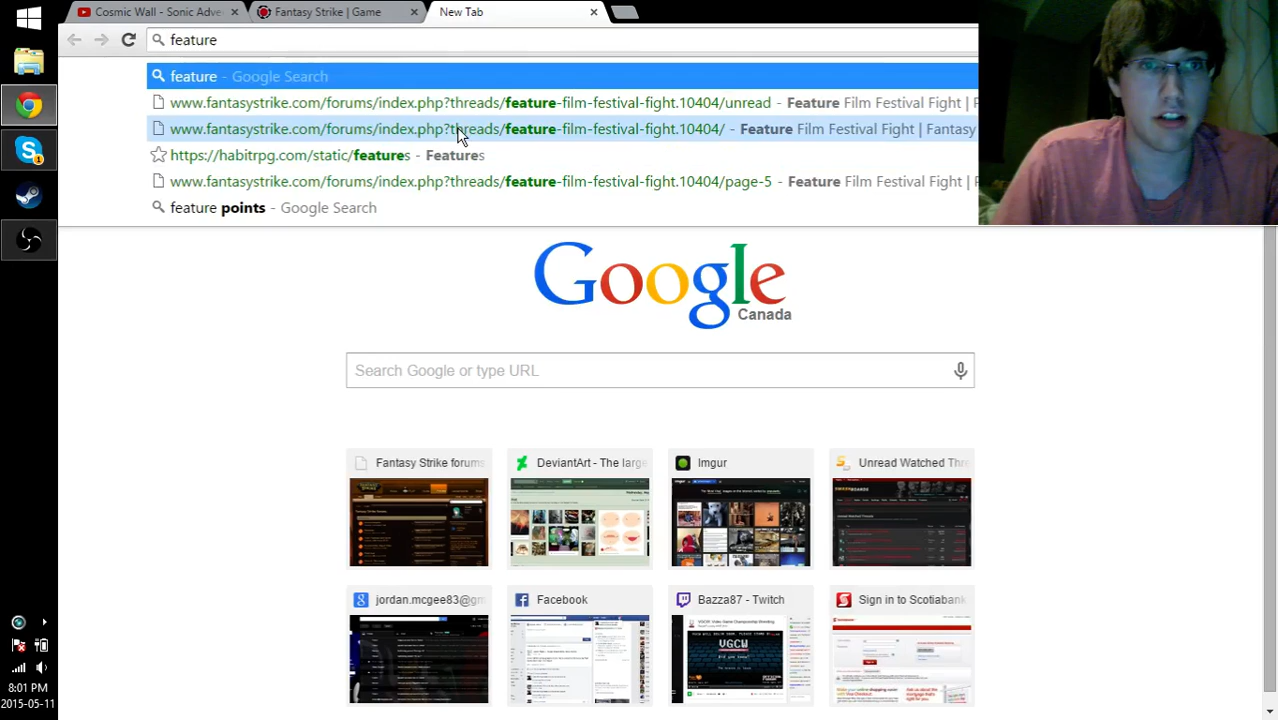 Cosmic Wall - Sonic Adve
Fantasy Strike | Game
New Tab
feature
feature - Google Search
www.fantasystrike.com/forums/index.php?threads/feature-film-festival-fight.10404/unread - Feature Film Festival Fight |
www.fantasystrike.com/forums/index.php?threads/feature-film-festival-fight.10404/ - Feature Film Festival Fight | Fantasy
https://habitrpg.com/static/features - Features
www.fantasystrike.com/forums/index.php?threads/feature-film-festival-fight.10404/page-5 - Feature Film Festival Fight |
feature points - Google Search
Google
Canada
Search Google or type URL
Fantasy Strike forums
DeviantArt - The large
Imgur
Unread Watched Thre
jordan.mcgee83@gm
Facebook
Bazza87 - Twitch
Sign in to Scotiabank
VGCW
8:01 PM